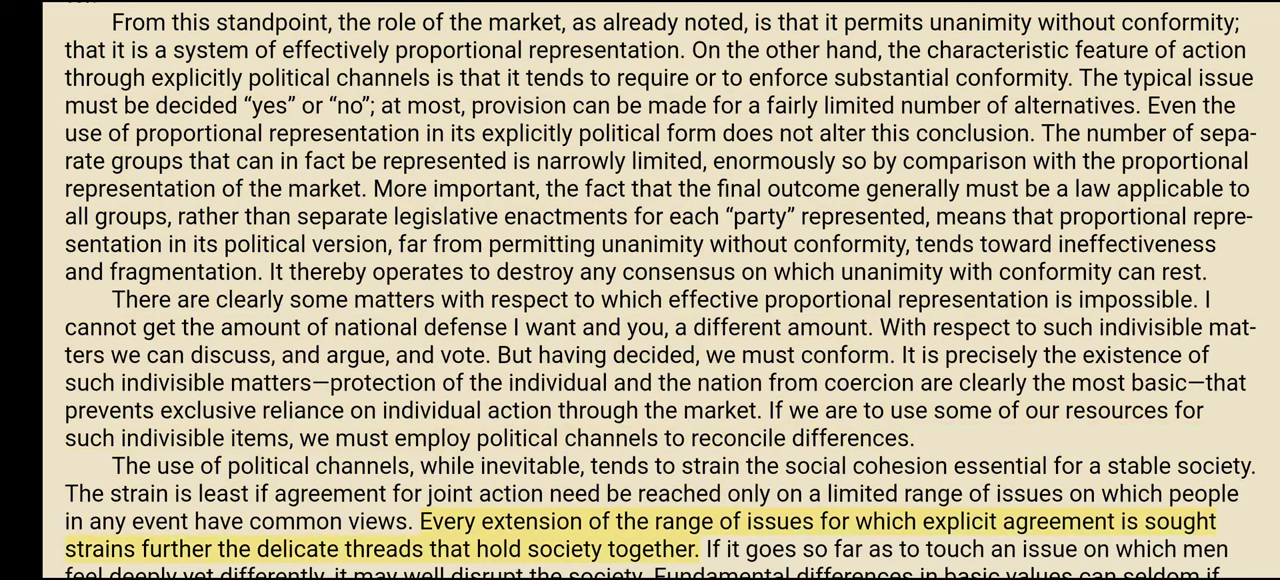 From this standpoint, the role of the market, as already noted, is that it permits unanimity without conformity;
that it is a system of effectively proportional representation. On the other hand, the characteristic feature of action
through explicitly political channels is that it tends to require or to enforce substantial conformity. The typical issue
must be decided “yes” or “no”; at most, provision can be made for a fairly limited number of alternatives. Even the
use of proportional representation in its explicitly political form does not alter this conclusion. The number of sepa-
rate groups that can in fact be represented is narrowly limited, enormously so by comparison with the proportional
representation of the market. More important, the fact that the final outcome generally must be a law applicable to
all groups, rather than separate legislative enactments for each “party” represented, means that proportional repre-
sentation in its political version, far from permitting unanimity without conformity, tends toward ineffectiveness
and fragmentation. It thereby operates to destroy any consensus on which unanimity with conformity can rest.
There are clearly some matters with respect to which effective proportional representation is impossible. I
cannot get the amount of national defense I want and you, a different amount. With respect to such indivisible mat-
ters we can discuss, and argue, and vote. But having decided, we must conform. It is precisely the existence of
such indivisible matters—protection of the individual and the nation from coercion are clearly the most basic—that
prevents exclusive reliance on individual action through the market. If we are to use some of our resources for
such indivisible items, we must employ political channels to reconcile differences.
The use of political channels, while inevitable, tends to strain the social cohesion essential for a stable society.
The strain is least if agreement for joint action need be reached only on a limited range of issues on which people
in any event have common views. Every extension of the range of issues for which explicit agreement is sought
strains further the delicate threads that hold society together. If it goes so far as to touch an issue on which men
feel deeply yet differently, it may well disrupt the society. Fundamental differences in basic values can seldom if